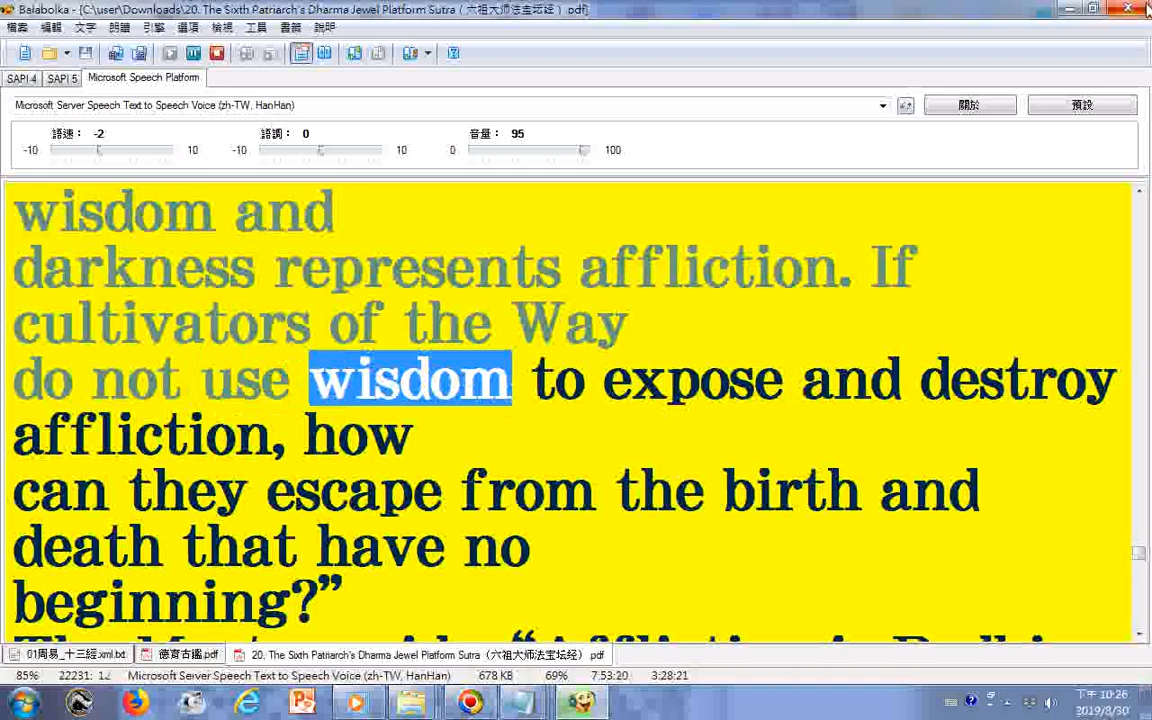 Balabolka - [C:\user\Downloads\20. The Sixth Patriarch's Dharma Jewel Platform Sutra（六祖大师法宝坛经）.pdf]
檔案 編輯 文字 朗讀 引擎 選項 檢視 工具 書籤 說明
SAPI 4 SAPI 5 Microsoft Speech Platform
Microsoft Server Speech Text to Speech Voice (zh-TW, HanHan) 關於 預設
語速： -2 語調： 0 音量： 95
-10 10 -10 10 0 100
wisdom and
darkness represents affliction. If
cultivators of the Way
do not use wisdom to expose and destroy
affliction, how
can they escape from the birth and
death that have no
beginning?”
01周易_十三經.xml.txt 德育古鑑.pdf 20. The Sixth Patriarch's Dharma Jewel Platform Sutra（六祖大师法宝坛经）.pdf
85% 22231: 12 Microsoft Server Speech Text to Speech Voice (zh-TW, HanHan) 678 KB 69% 7:53:20 3:28:21
下午 10:26
2019/8/30